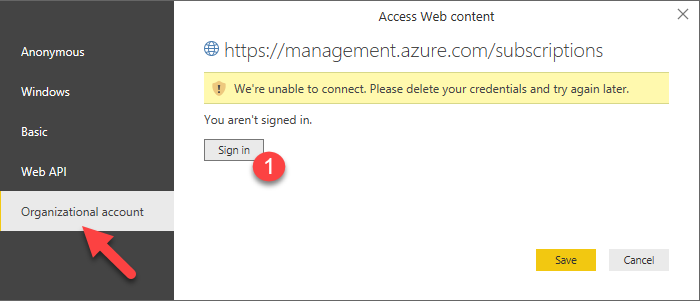 Access Web content
Anonymous
Windows
Basic
Web API
Organizational account
https://management.azure.com/subscriptions
We're unable to connect. Please delete your credentials and try again later.
You aren't signed in.
Sign in
1
Save
Cancel